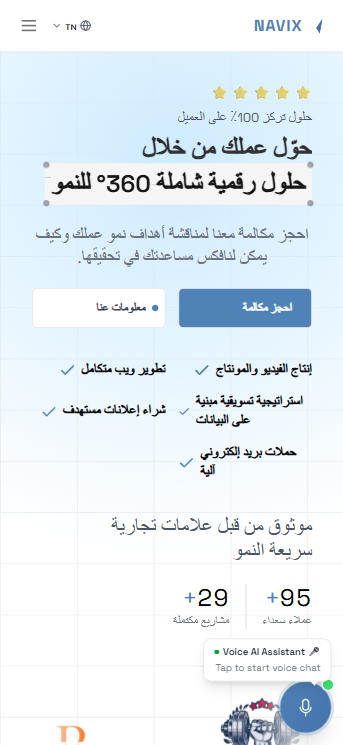 NAVIX
TN
حلول تركز 100٪ على العميل
حوّل عملك من خلال
حلول رقمية شاملة 360° للنمو
احجز مكالمة معنا لمناقشة أهداف نمو عملك وكيف
يمكن لنافكس مساعدتك في تحقيقها.
احجز مكالمة
معلومات عنا
إنتاج الفيديو والمونتاج
تطوير ويب متكامل
استراتيجية تسويقية مبنية
على البيانات
شراء إعلانات مستهدف
حملات بريد إلكتروني
آلية
موثوق من قبل علامات تجارية
سريعة النمو
+95
عملاء سعداء
+29
مشاريع مكتملة
Voice AI Assistant
Tap to start voice chat